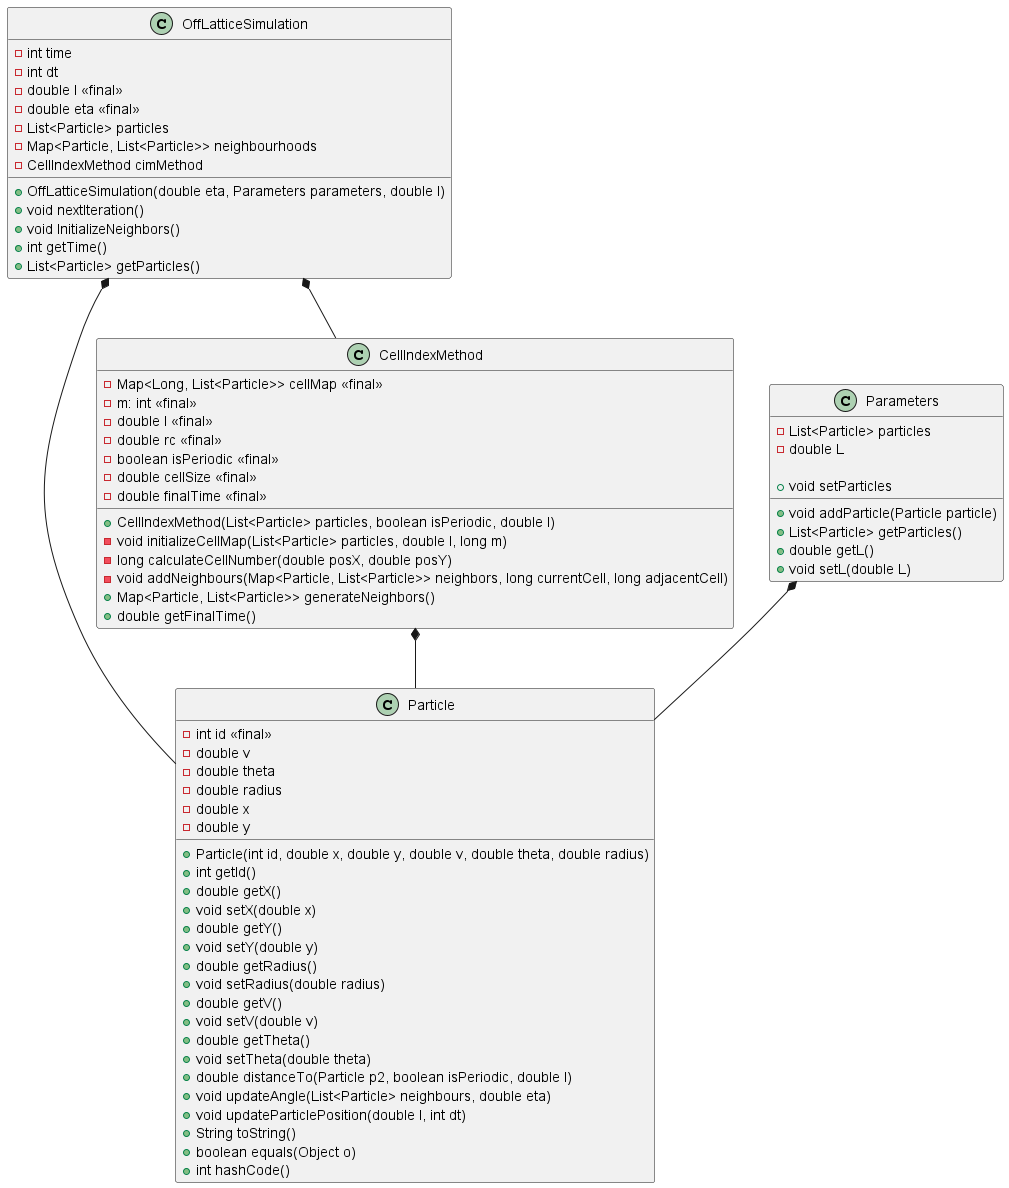 C OffLatticeSimulation
int time
int dt
double l «final»
double eta «final»
List<Particle> particles
Map<Particle, List<Particle>> neighbourhoods
CellIndexMethod cimMethod
OffLatticeSimulation(double eta, Parameters parameters, double l)
void nextIteration()
void InitializeNeighbors()
int getTime()
List<Particle> getParticles()
C CellIndexMethod
Map<Long, List<Particle>> cellMap «final»
m: int «final»
double l «final»
double rc «final»
boolean isPeriodic «final»
double cellSize «final»
double finalTime «final»
CellIndexMethod(List<Particle> particles, boolean isPeriodic, double l)
void initializeCellMap(List<Particle> particles, double l, long m)
long calculateCellNumber(double posX, double posY)
void addNeighbours(Map<Particle, List<Particle>> neighbors, long currentCell, long adjacentCell)
Map<Particle, List<Particle>> generateNeighbors()
double getFinalTime()
C Parameters
List<Particle> particles
double L
void setParticles
void addParticle(Particle particle)
List<Particle> getParticles()
double getL()
void setL(double L)
C Particle
int id «final»
double v
double theta
double radius
double x
double y
Particle(int id, double x, double y, double v, double theta, double radius)
int getId()
double getX()
void setX(double x)
double getY()
void setY(double y)
double getRadius()
void setRadius(double radius)
double getV()
void setV(double v)
double getTheta()
void setTheta(double theta)
double distanceTo(Particle p2, boolean isPeriodic, double l)
void updateAngle(List<Particle> neighbours, double eta)
void updateParticlePosition(double l, int dt)
String toString()
boolean equals(Object o)
int hashCode()